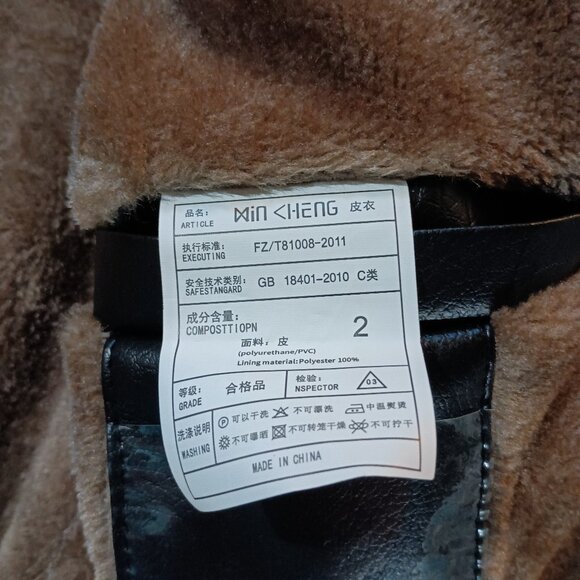 品名: MiN CHENG 皮衣
ARTICLE
执行标准: FZ/T81008-2011
EXECUTING
安全技术类别: GB 18401-2010 C类
SAFESTANGARD
成分含量:
COMPOSTTIOPN
2
面料: 皮
(polyurethane/PVC)
Lining material: Polyester 100%
等级: 合格品
GRADE
检验: 03
NSPECTOR
洗涤说明
WASHING
P 可以干洗 不可漂洗 中温熨烫
不可曝晒 不可转笼干燥 不可拧干
MADE IN CHINA